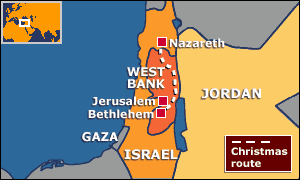 Nazareth
WEST
BANK
JORDAN
Jerusalem
Bethlehem
GAZA
ISRAEL
Christmas
route